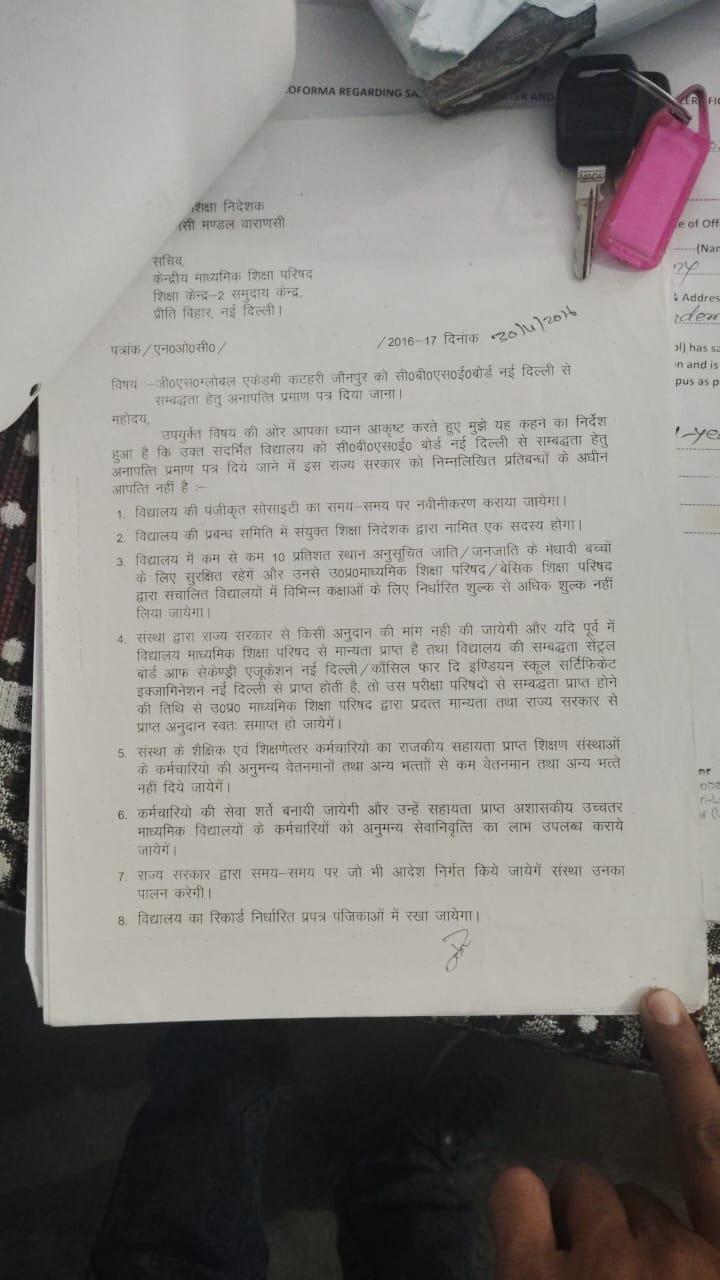 OFORMA REGARDING SA
शिक्षा निदेशक
सी मण्डल वाराणसी
सचिव,
केन्द्रीय माध्यमिक शिक्षा परिषद
शिक्षा केन्द्र–2 समुदाय केन्द्र,
प्रीति विहार, नई दिल्ली।
पत्रांक/एन0ओ0सी0/ /2016–17 दिनांक 30/4/2016
विषय :–जी0एस0ग्लोबल एकेडमी कटहरी जौनपुर को सी0बी0एस0ई0बोर्ड नई दिल्ली से
सम्बद्धता हेतु अनापत्ति प्रमाण पत्र दिया जाना।
महोदय,
उपर्युक्त विषय की ओर आपका ध्यान आकृष्ट करते हुए मुझे यह कहने का निर्देश
हुआ है कि उक्त संदर्भित विद्यालय को सी0बी0एस0ई0 बोर्ड नई दिल्ली से सम्बद्धता हेतु
अनापत्ति प्रमाण पत्र दिये जाने में इस राज्य सरकार को निम्नलिखित प्रतिबन्धों के अधीन
आपत्ति नहीं है :–
1. विद्यालय की पंजीकृत सोसाइटी का समय–समय पर नवीनीकरण कराया जायेगा।
2. विद्यालय की प्रबन्ध समिति में संयुक्त शिक्षा निदेशक द्वारा नामित एक सदस्य होगा।
3. विद्यालय में कम से कम 10 प्रतिशत स्थान अनुसूचित जाति/जनजाति के मेधावी बच्चों
के लिए सुरक्षित रहेगें और उनसे उ0प्र0माध्यमिक शिक्षा परिषद/बेसिक शिक्षा परिषद
द्वारा संचालित विद्यालयों में विभिन्न कक्षाओं के लिए निर्धारित शुल्क से अधिक शुल्क नहीं
लिया जायेगा।
4. संस्था द्वारा राज्य सरकार से किसी अनुदान की मांग नही की जायेगी और यदि पूर्व में
विद्यालय माध्यमिक शिक्षा परिषद से मान्यता प्राप्त है तथा विद्यालय की सम्बद्धता सेंट्रल
बोर्ड आफ सेकेण्ड्री एजूकेशन नई दिल्ली/कौंसिल फार दि इण्डियन स्कूल सर्टिफिकेट
इक्जामिनेशन नई दिल्ली से प्राप्त होती है, तो उस परीक्षा परिषदो से सम्बद्धता प्राप्त होने
की तिथि से उ0प्र0 माध्यमिक शिक्षा परिषद द्वारा प्रदत्त मान्यता तथा राज्य सरकार से
प्राप्त अनुदान स्वतः समाप्त हो जायेगें।
5. संस्था के शैक्षिक एवं शिक्षणेत्तर कर्मचारियो का राजकीय सहायता प्राप्त शिक्षण संस्थाओं
के कर्मचारियो की अनुमन्य वेतनमानों तथा अन्य भत्तों से कम वेतनमान तथा अन्य भत्ते
नहीं दिये जायेगें।
6. कर्मचारियो की सेवा शर्ते बनायी जायेगी और उन्हें सहायता प्राप्त अशासकीय उच्चतर
माध्यमिक विद्यालयों के कर्मचारियों को अनुमन्य सेवानिवृत्ति का लाभ उपलब्ध कराये
जायेगें।
7. राज्य सरकार द्वारा समय–समय पर जो भी आदेश निर्गत किये जायेगें संस्था उनका
पालन करेगी।
8. विद्यालय का रिकार्ड निर्धारित प्रपत्र पंजिकाओं में रखा जायेगा।
e of Off
(Nar
Addres
ol) has sa
n and is
pus as p